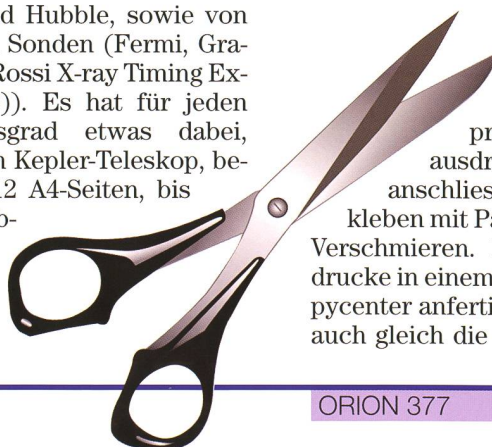 d Hubble, sowie von
Sonden (Fermi, Gra-
Rossi X-ray Timing Ex-
)). Es hat für jeden
sgrad etwas dabei,
n Kepler-Teleskop, be-
12 A4-Seiten, bis
o-
pr
ausdr
anschlies
kleben mit Pa
Verschmieren.
drucke in einem
pycenter anferti
auch gleich die
ORION 377